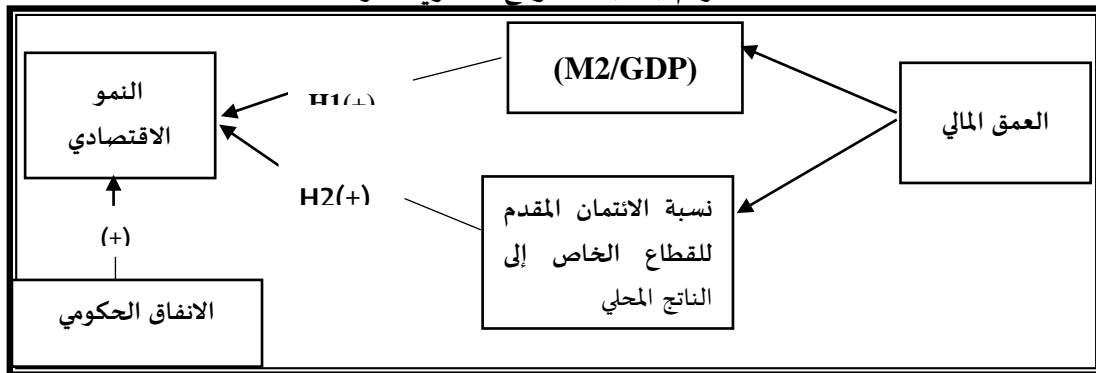 (M2/GDP)
العمق المالي
النمو
الاقتصادي
H1(+)
H2(+)
نسبة الائتمان المقدم
للقطاع الخاص إلى
الناتج المحلي
(+)
الانفاق الحكومي